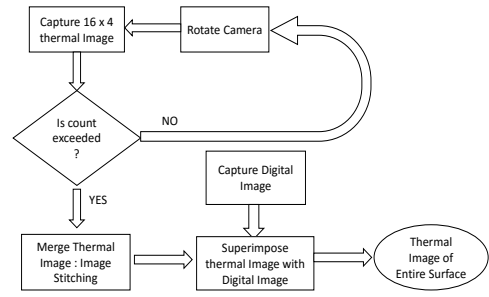 Capture 16 x 4
thermal Image
Rotate Camera
Is count
exceeded
?
NO
YES
Capture Digital
Image
Merge Thermal
Image : Image
Stitching
Superimpose
thermal Image with
Digital Image
Thermal
Image of
Entire Surface